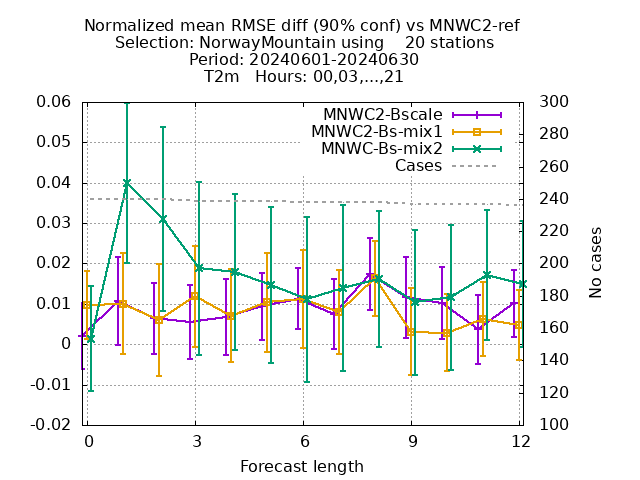 Normalized mean RMSE diff (90% conf) vs MNWC2-ref
Selection: NorwayMountain using 20 stations
Period: 20240601-20240630
T2m Hours: 00,03,...,21
MNWC2-Bscale
MNWC2-Bs-mix1
MNWC-Bs-mix2
Cases
0.06
0.05
0.04
0.03
0.02
0.01
0
-0.01
-0.02
300
280
260
240
220
200
180
160
140
120
100
No cases
0 3 6 9 12
Forecast length